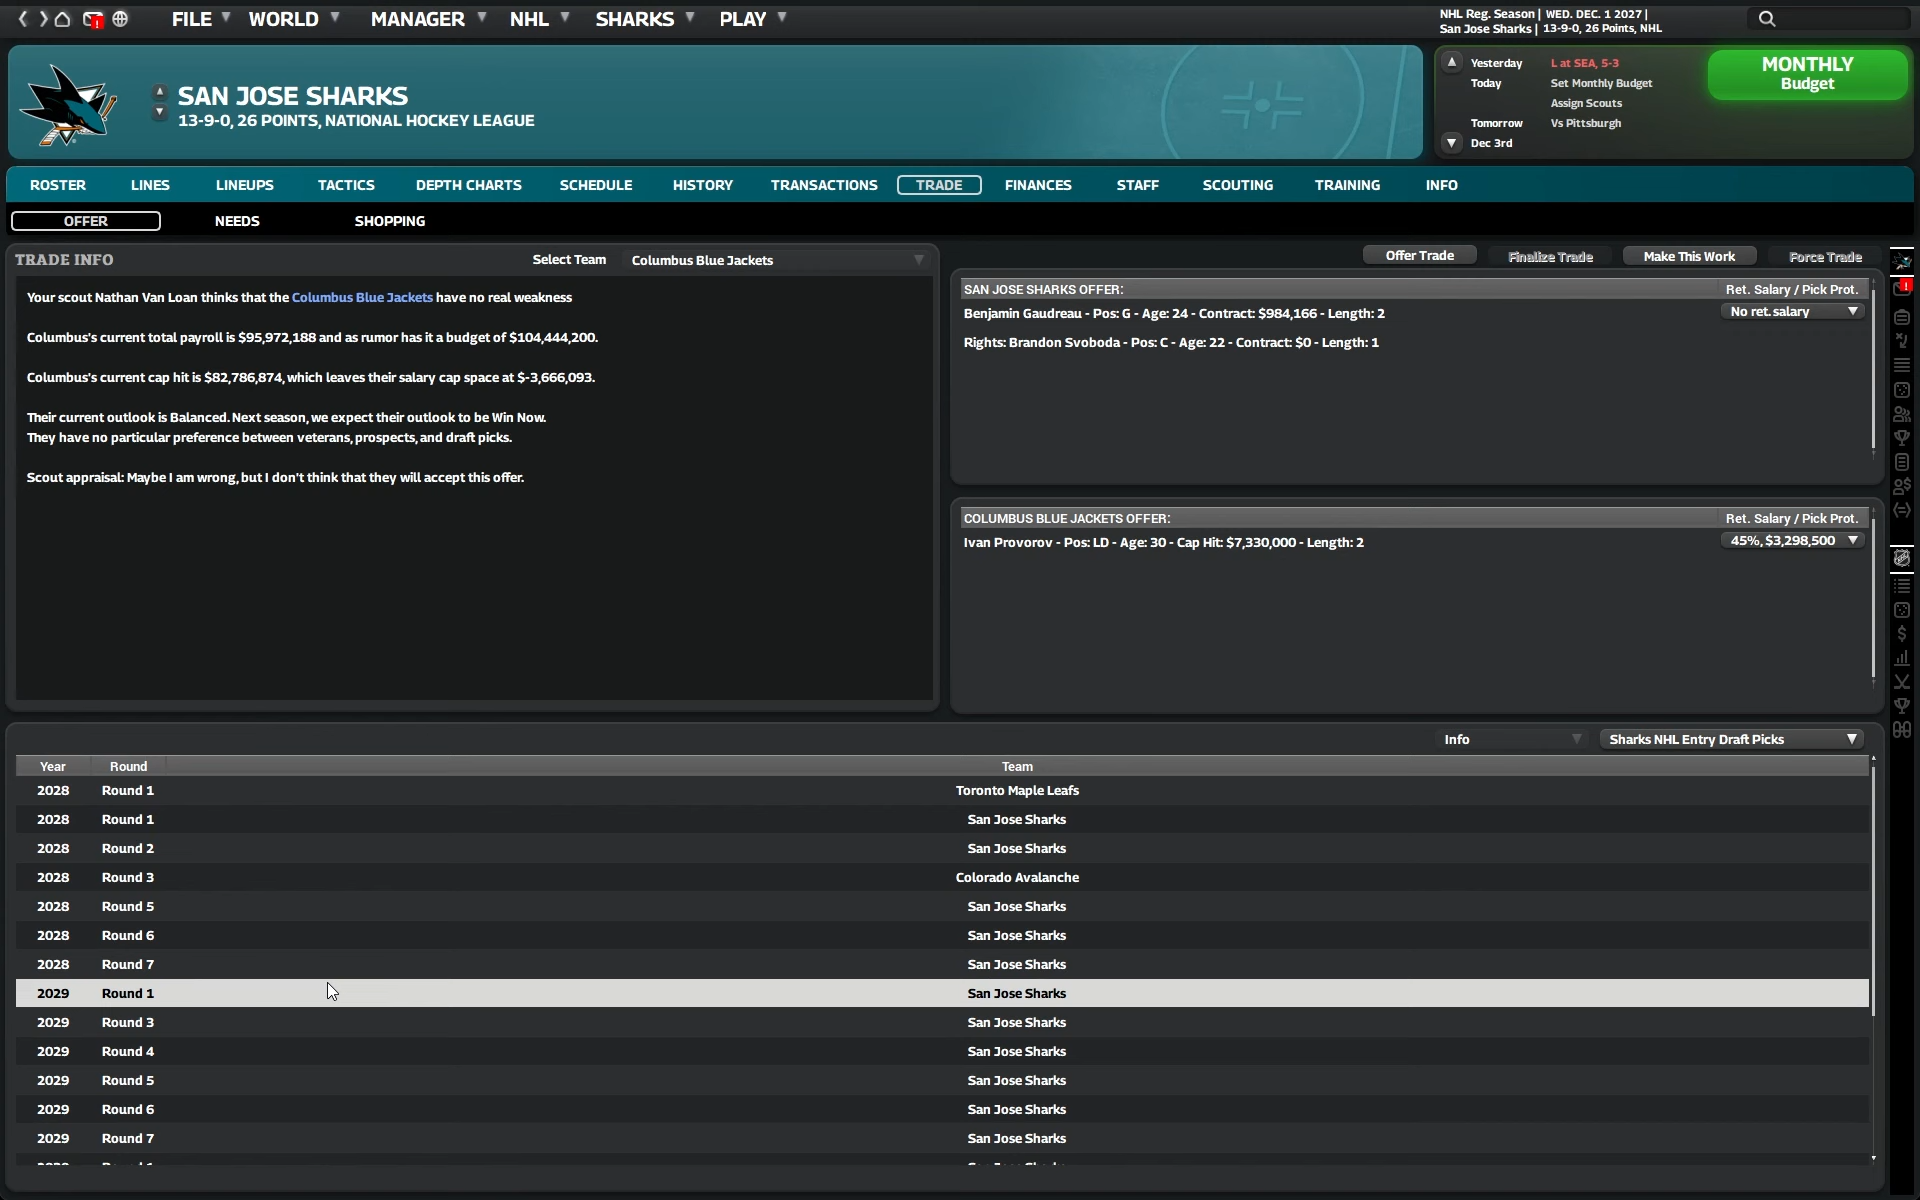 FILE WORLD MANAGER NHL SHARKS PLAY
NHL Reg. Season | WED. DEC. 1 2027 |
San Jose Sharks | 13-9-0, 26 Points, NHL
SAN JOSE SHARKS
13-9-0, 26 POINTS, NATIONAL HOCKEY LEAGUE
Yesterday L at SEA, 5-3
Today Set Monthly Budget
Assign Scouts
Tomorrow Vs Pittsburgh
Dec 3rd
MONTHLY
Budget
ROSTER LINES LINEUPS TACTICS DEPTH CHARTS SCHEDULE HISTORY TRANSACTIONS TRADE FINANCES STAFF SCOUTING TRAINING INFO
OFFER NEEDS SHOPPING
TRADE INFO Select Team Columbus Blue Jackets
Your scout Nathan Van Loan thinks that the Columbus Blue Jackets have no real weakness
Columbus's current total payroll is $95,972,188 and as rumor has it a budget of $104,444,200.
Columbus's current cap hit is $82,786,874, which leaves their salary cap space at $-3,666,093.
Their current outlook is Balanced. Next season, we expect their outlook to be Win Now.
They have no particular preference between veterans, prospects, and draft picks.
Scout appraisal: Maybe I am wrong, but I don't think that they will accept this offer.
Offer Trade Finalize Trade Make This Work Force Trade
SAN JOSE SHARKS OFFER: Ret. Salary / Pick Prot.
Benjamin Gaudreau - Pos: G - Age: 24 - Contract: $984,166 - Length: 2 No ret. salary
Rights: Brandon Svoboda - Pos: C - Age: 22 - Contract: $0 - Length: 1
COLUMBUS BLUE JACKETS OFFER: Ret. Salary / Pick Prot.
Ivan Provorov - Pos: LD - Age: 30 - Cap Hit: $7,330,000 - Length: 2 45%, $3,298,500
Info Sharks NHL Entry Draft Picks
Year Round Team
2028 Round 1 Toronto Maple Leafs
2028 Round 1 San Jose Sharks
2028 Round 2 San Jose Sharks
2028 Round 3 Colorado Avalanche
2028 Round 5 San Jose Sharks
2028 Round 6 San Jose Sharks
2028 Round 7 San Jose Sharks
2029 Round 1 San Jose Sharks
2029 Round 3 San Jose Sharks
2029 Round 4 San Jose Sharks
2029 Round 5 San Jose Sharks
2029 Round 6 San Jose Sharks
2029 Round 7 San Jose Sharks